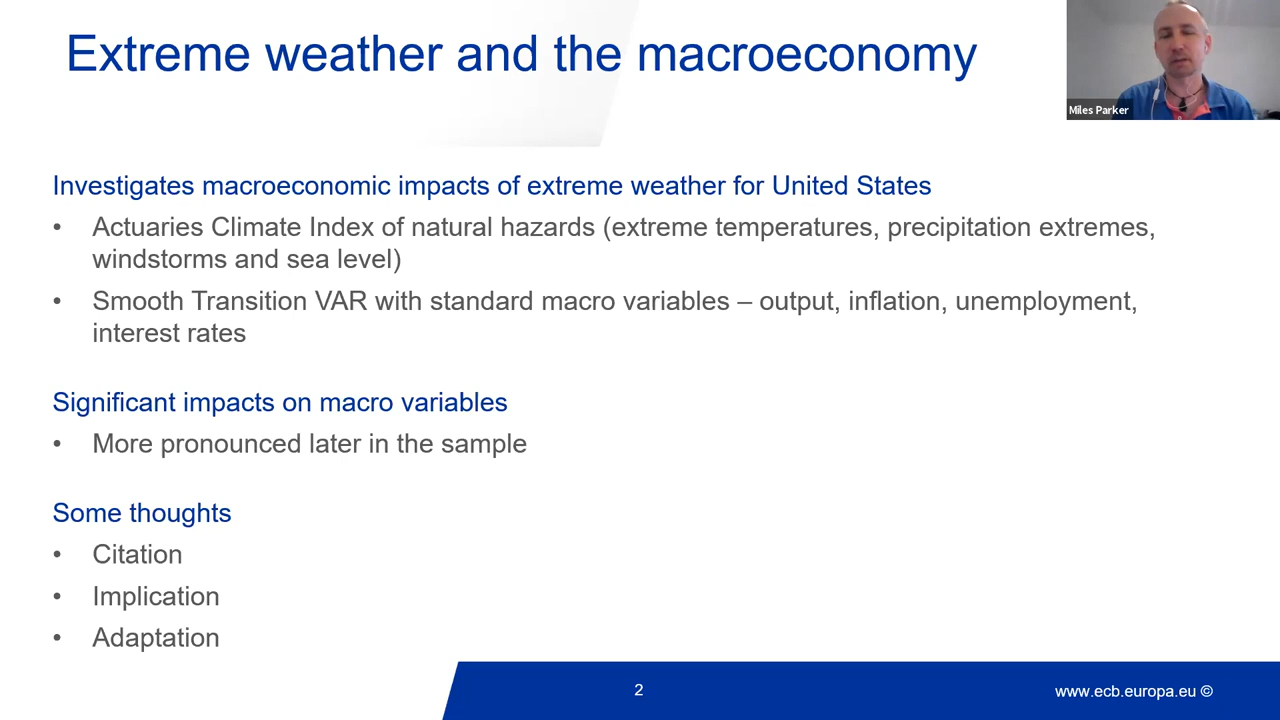 Extreme weather and the macroeconomy
Miles Parker
Investigates macroeconomic impacts of extreme weather for United States
• Actuaries Climate Index of natural hazards (extreme temperatures, precipitation extremes,
windstorms and sea level)
• Smooth Transition VAR with standard macro variables – output, inflation, unemployment,
interest rates
Significant impacts on macro variables
• More pronounced later in the sample
Some thoughts
• Citation
• Implication
• Adaptation
2
www.ecb.europa.eu ©